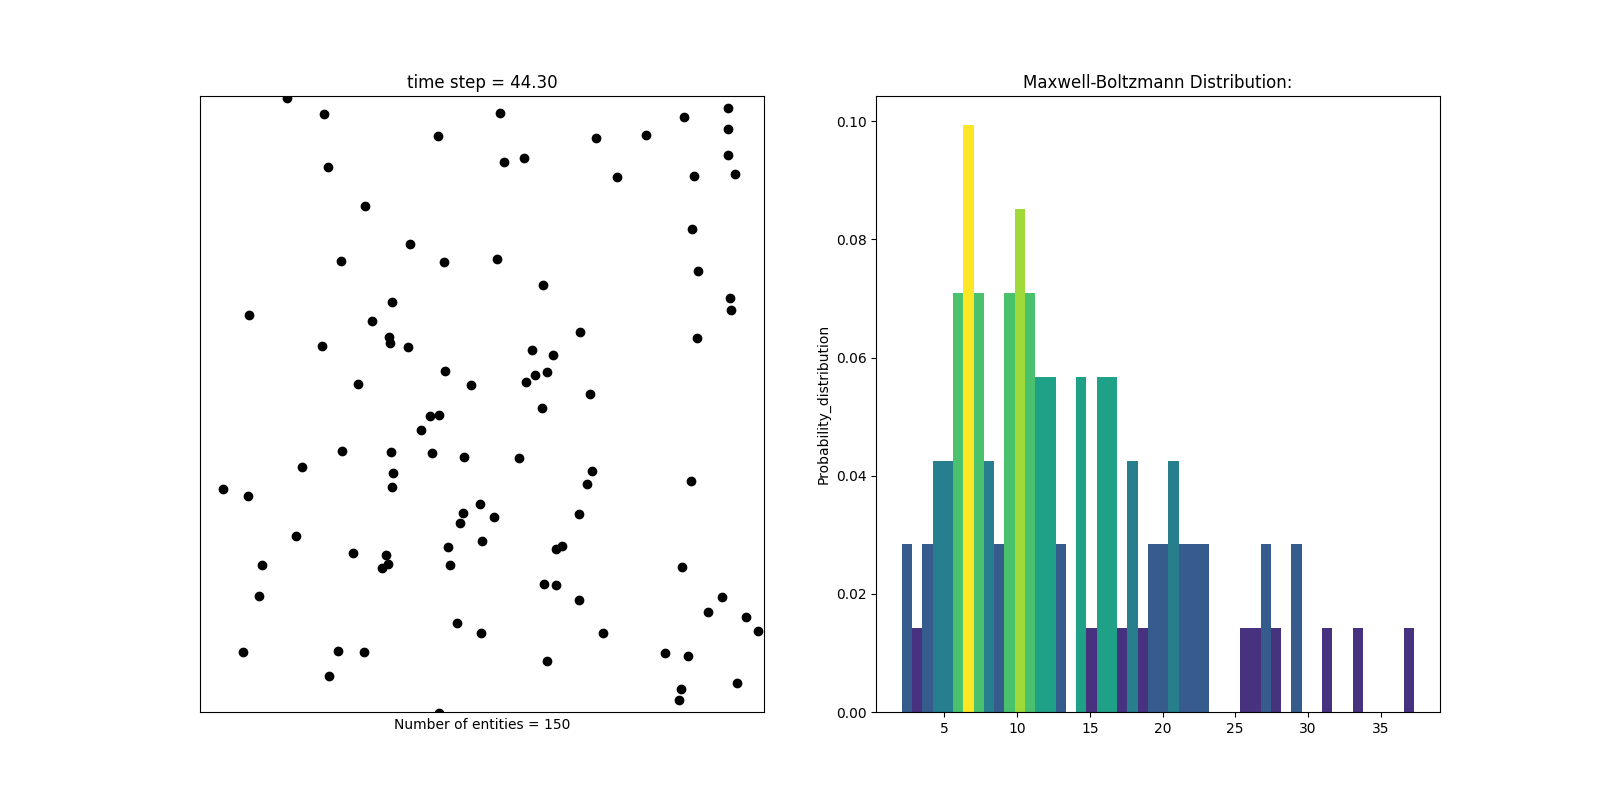 time step = 44.30
Number of entities = 150
Maxwell-Boltzmann Distribution:
Probability_distribution
0.10
0.08
0.06
0.04
0.02
0.00
5 10 15 20 25 30 35